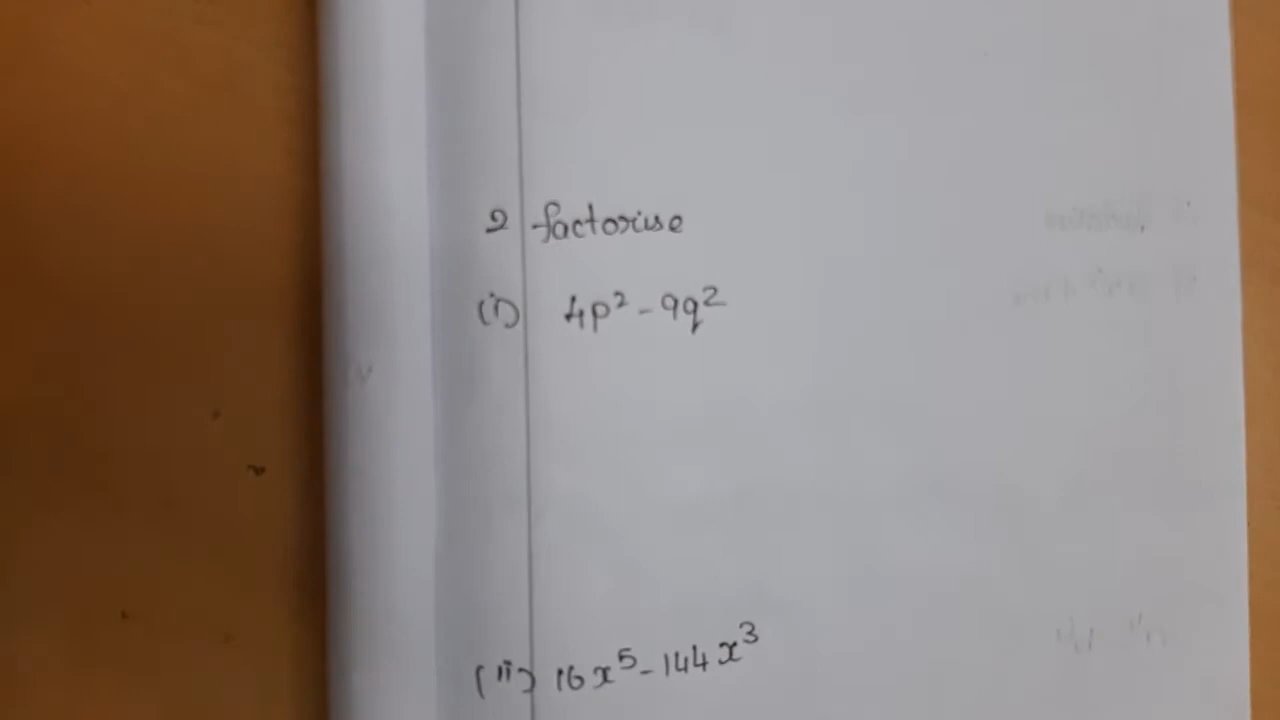 2 factorise
(i) 4p² - 9q²
(ii) 16x⁵ - 144x³